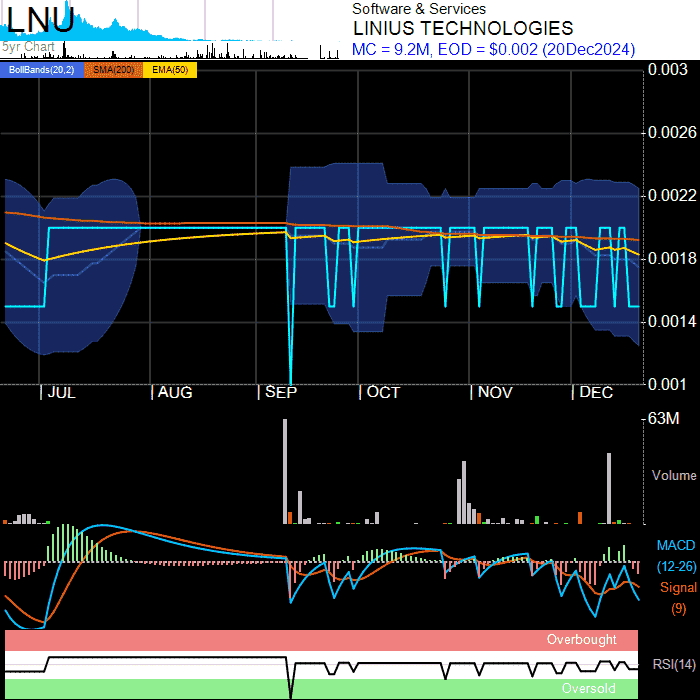 LNU
5yr Chart
Software & Services
LINIUS TECHNOLOGIES
MC = 9.2M, EOD = $0.002 (20Dec2024)
BollBands(20,2) SMA(200) EMA(50)
0.003
0.0026
0.0022
0.0018
0.0014
0.001
JUL AUG SEP OCT NOV DEC
63M
Volume
MACD
(12-26)
Signal
(9)
Overbought
RSI(14)
Oversold